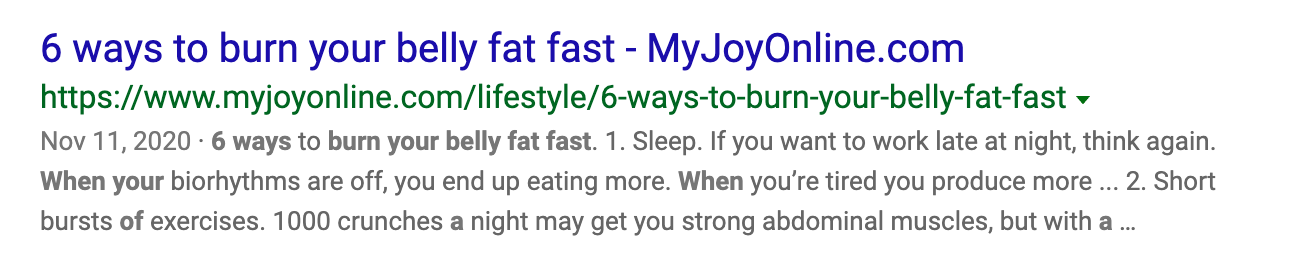 6 ways to burn your belly fat fast - MyJoyOnline.com
https://www.myjoyonline.com/lifestyle/6-ways-to-burn-your-belly-fat-fast
Nov 11, 2020 · 6 ways to burn your belly fat fast. 1. Sleep. If you want to work late at night, think again.
When your biorhythms are off, you end up eating more. When you’re tired you produce more ... 2. Short
bursts of exercises. 1000 crunches a night may get you strong abdominal muscles, but with a …